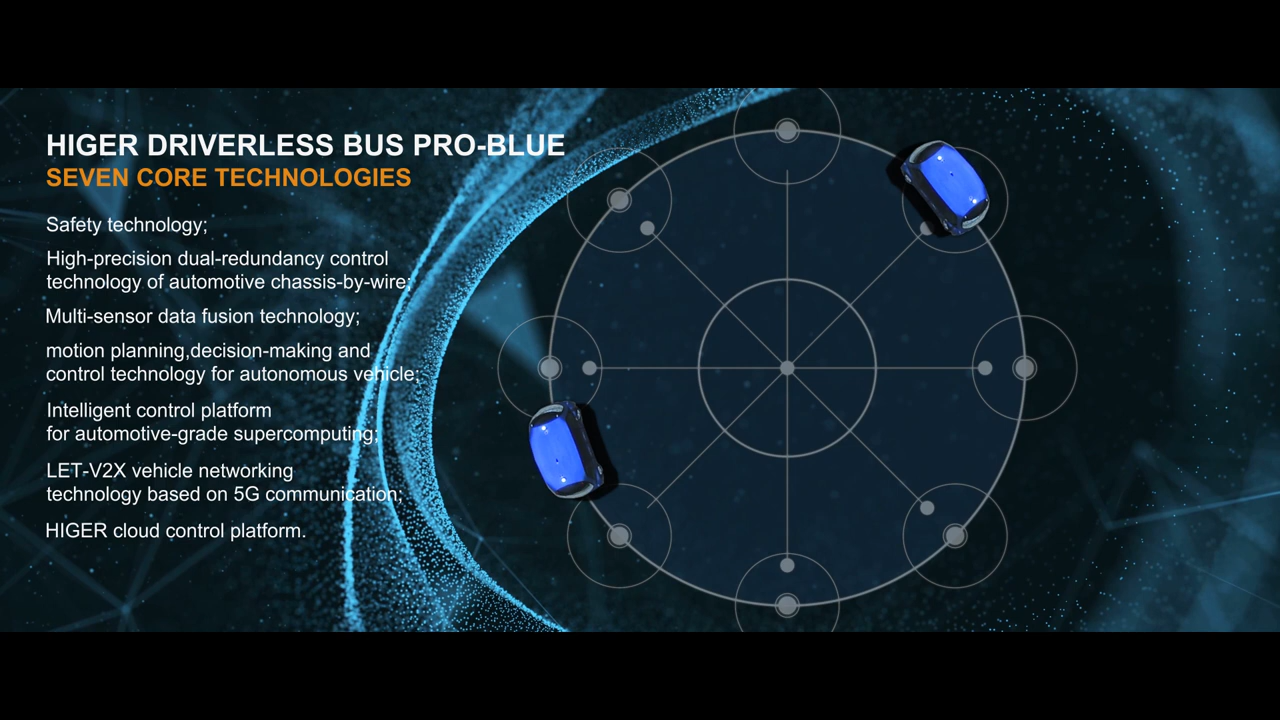 HIGER DRIVERLESS BUS PRO-BLUE
SEVEN CORE TECHNOLOGIES
Safety technology;
High-precision dual-redundancy control
technology of automotive chassis-by-wire;
Multi-sensor data fusion technology;
motion planning,decision-making and
control technology for autonomous vehicle;
Intelligent control platform
for automotive-grade supercomputing;
LET-V2X vehicle networking
technology based on 5G communication;
HIGER cloud control platform.